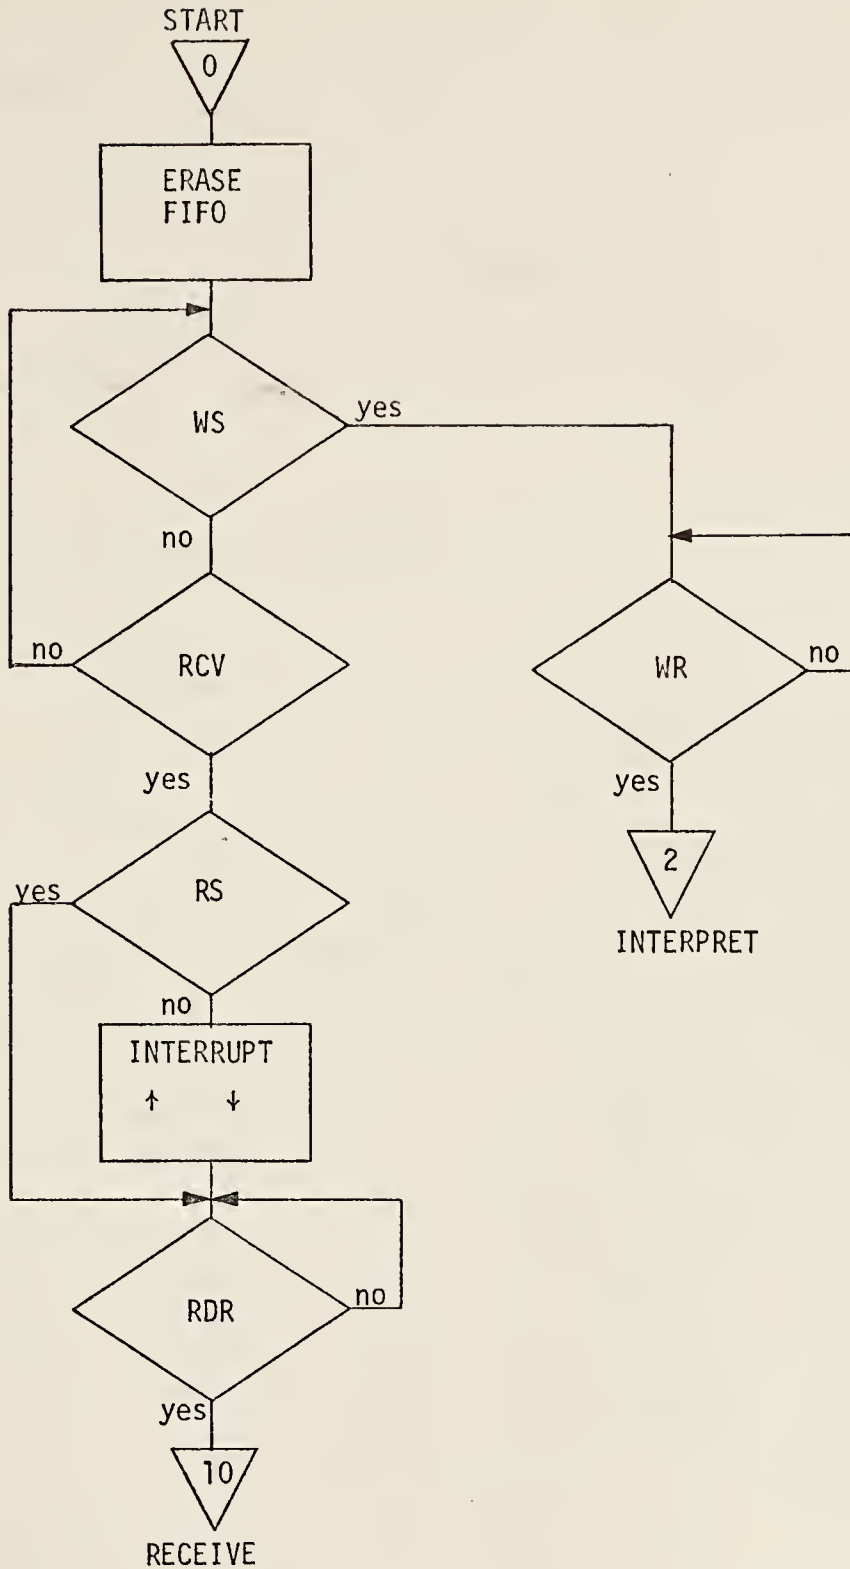 START
0
ERASE
FIFO
WS
yes
no
RCV
no
yes
WR
no
yes
2
INTERPRET
RS
yes
no
INTERRUPT
↑ ↓
RDR
no
yes
10
RECEIVE